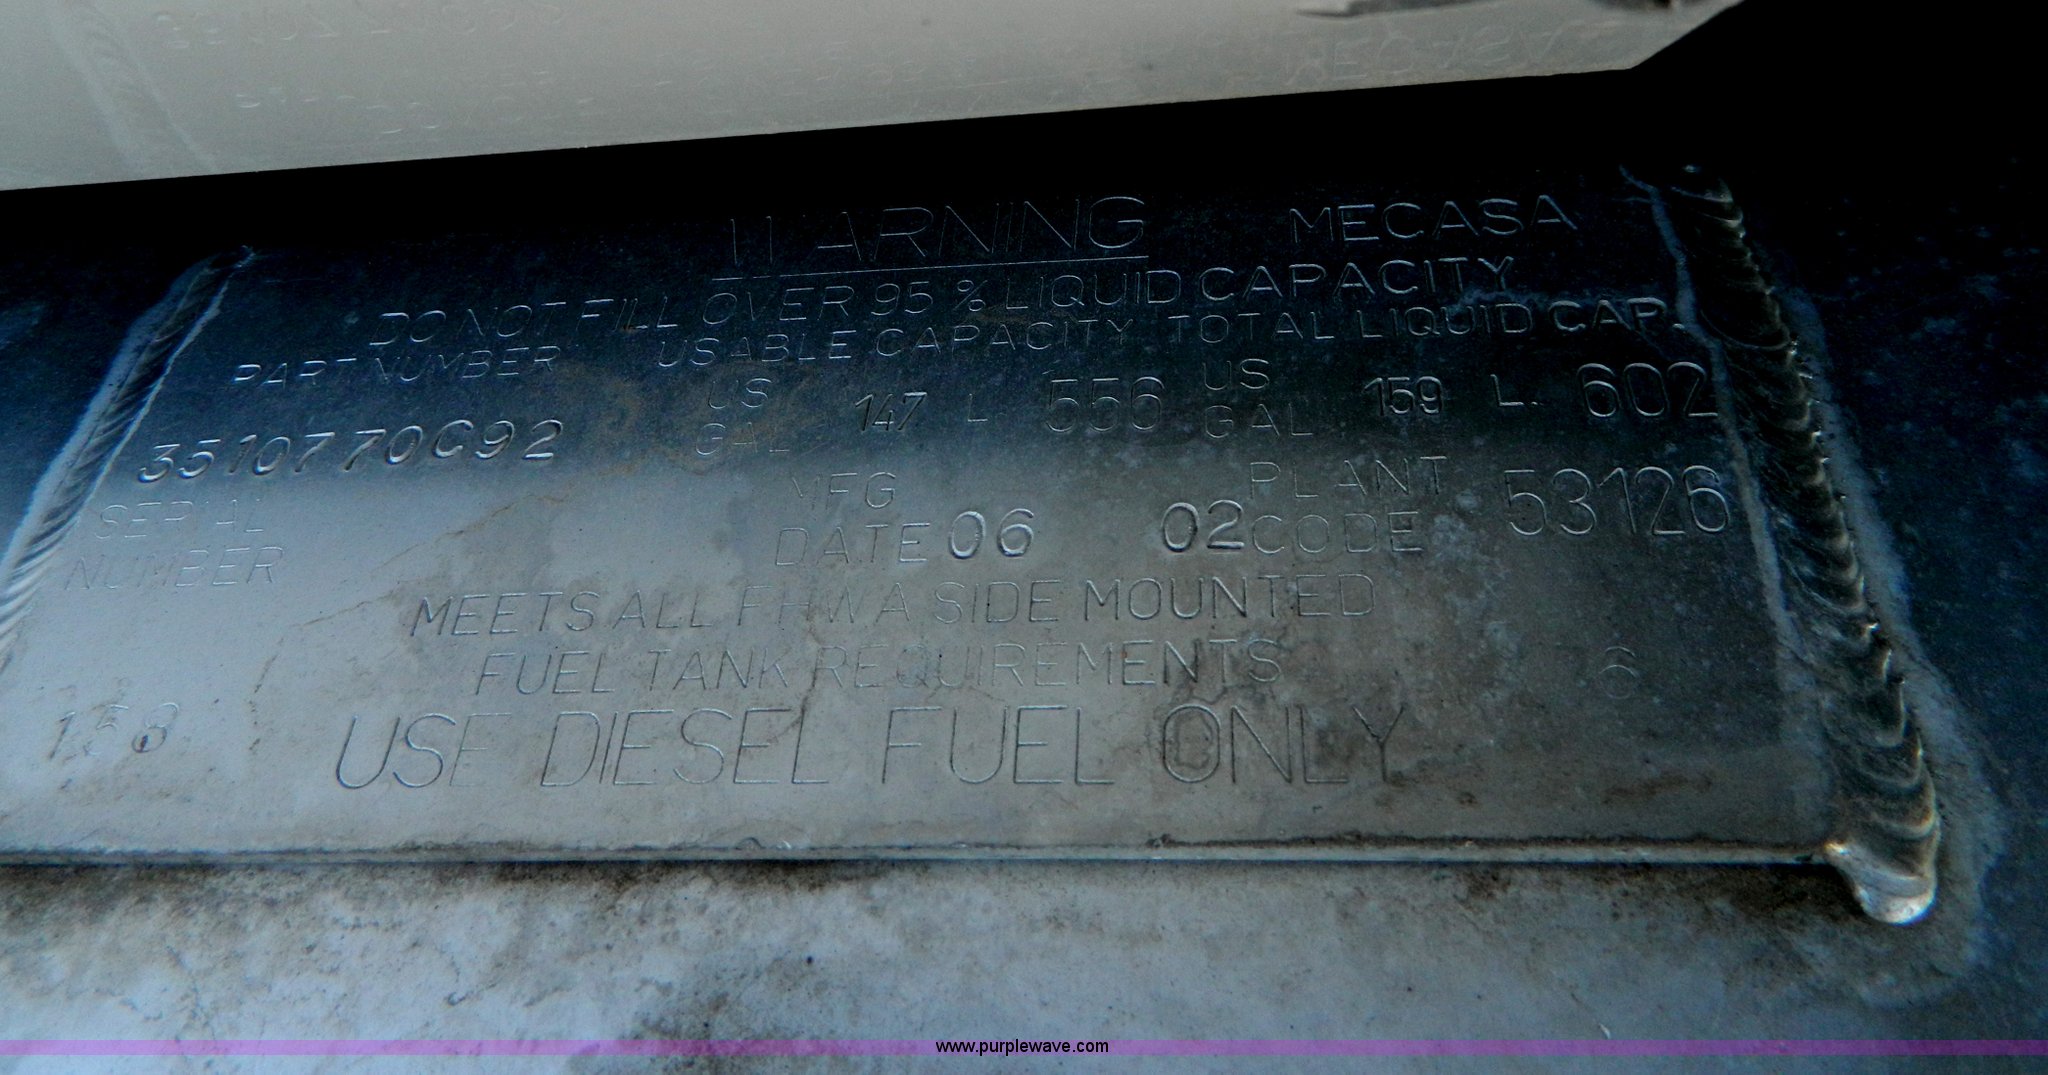 WARNING MECASA
DO NOT FILL OVER 95 % LIQUID CAPACITY
PART NUMBER USABLE CAPACITY TOTAL LIQUID CAP.
3510770C92 US GAL 147 L. 556 US GAL 159 L. 602
SERIAL NUMBER MFG DATE 06 02 PLANT CODE 53126
MEETS ALL FHWA SIDE MOUNTED
FUEL TANK REQUIREMENTS 6
158 USE DIESEL FUEL ONLY
www.purplewave.com